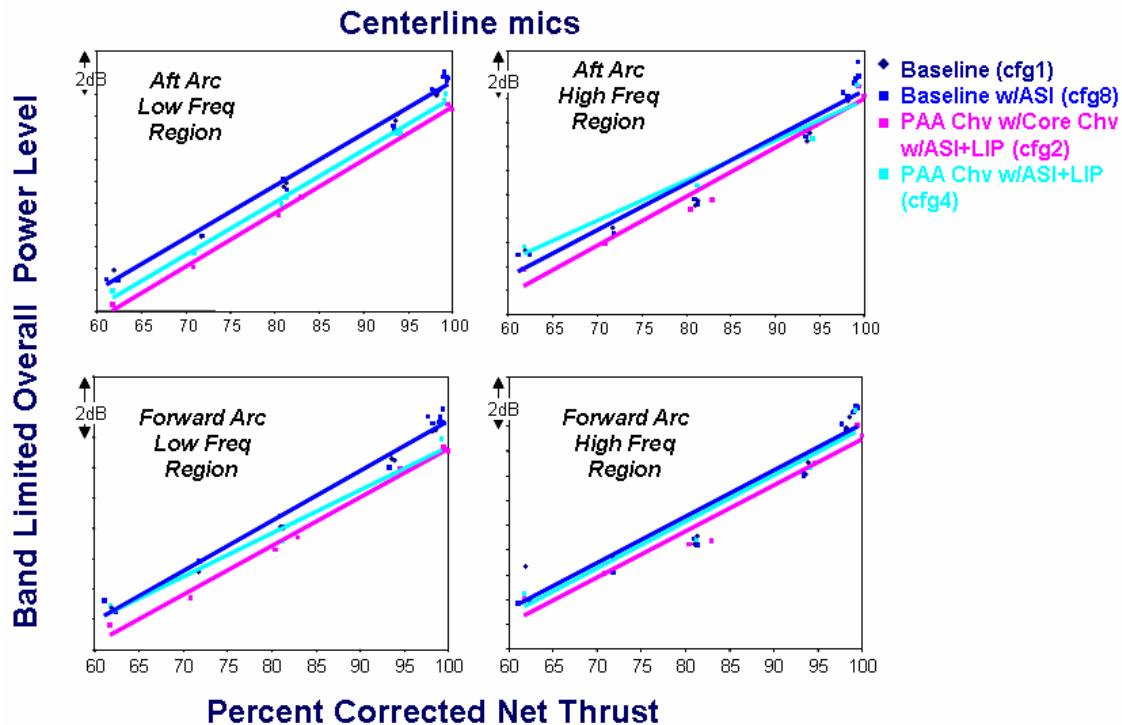 Centerline mics
Band Limited Overall Power Level
2dB
Aft Arc
Low Freq
Region
60 65 70 75 80 85 90 95 100
2dB
Aft Arc
High Freq
Region
60 65 70 75 80 85 90 95 100
Baseline (cfg1)
Baseline w/ASI (cfg8)
PAA Chv w/Core Chv
w/ASI+LIP (cfg2)
PAA Chv w/ASI+LIP
(cfg4)
2dB
Forward Arc
Low Freq
Region
60 65 70 75 80 85 90 95 100
2dB
Forward Arc
High Freq
Region
60 65 70 75 80 85 90 95 100
Percent Corrected Net Thrust